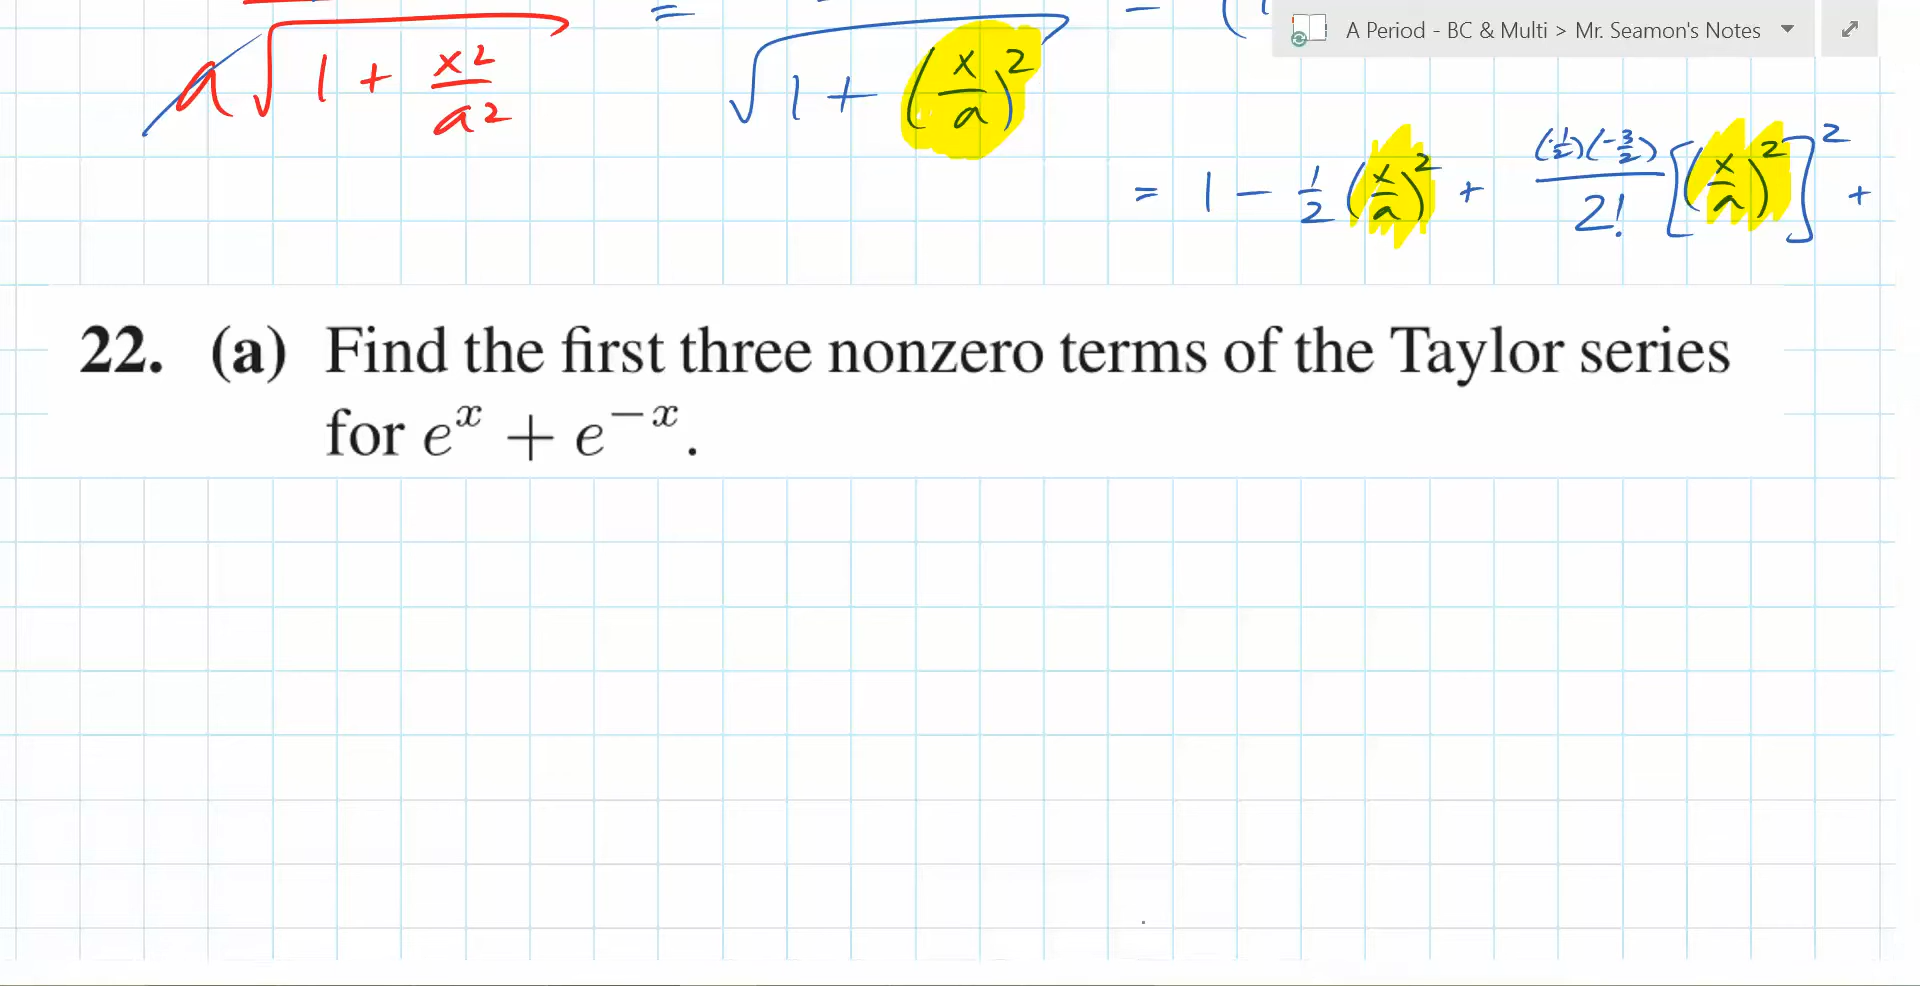 A Period - BC & Multi > Mr. Seamon's Notes
a√(1 + x²/a²) = √(1 + (x/a)²) = (
= 1 - 1/2 (x/a)² + (-1/2)(-3/2)/2! [(x/a)²]² +
22. (a) Find the first three nonzero terms of the Taylor series
for eˣ + e⁻ˣ.